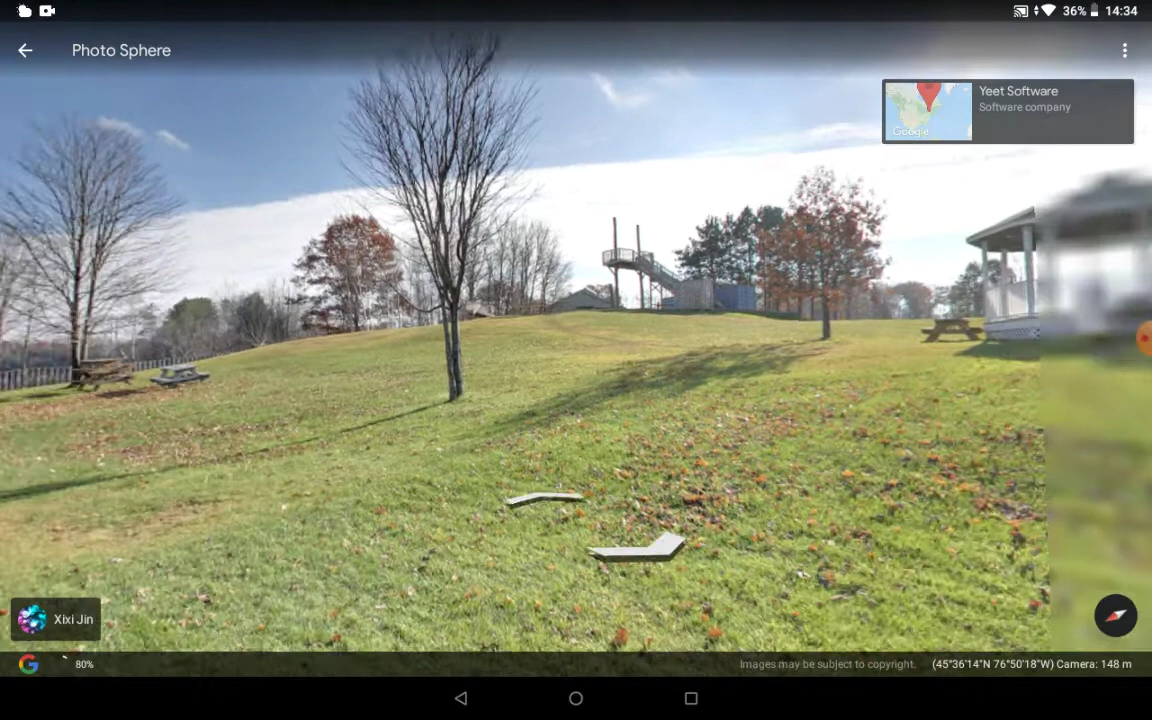 36% 14:34
Photo Sphere
Yeet Software
Software company
Google
Xixi Jin
80%
Images may be subject to copyright. (45°36'14"N 76°50'18"W) Camera: 148 m